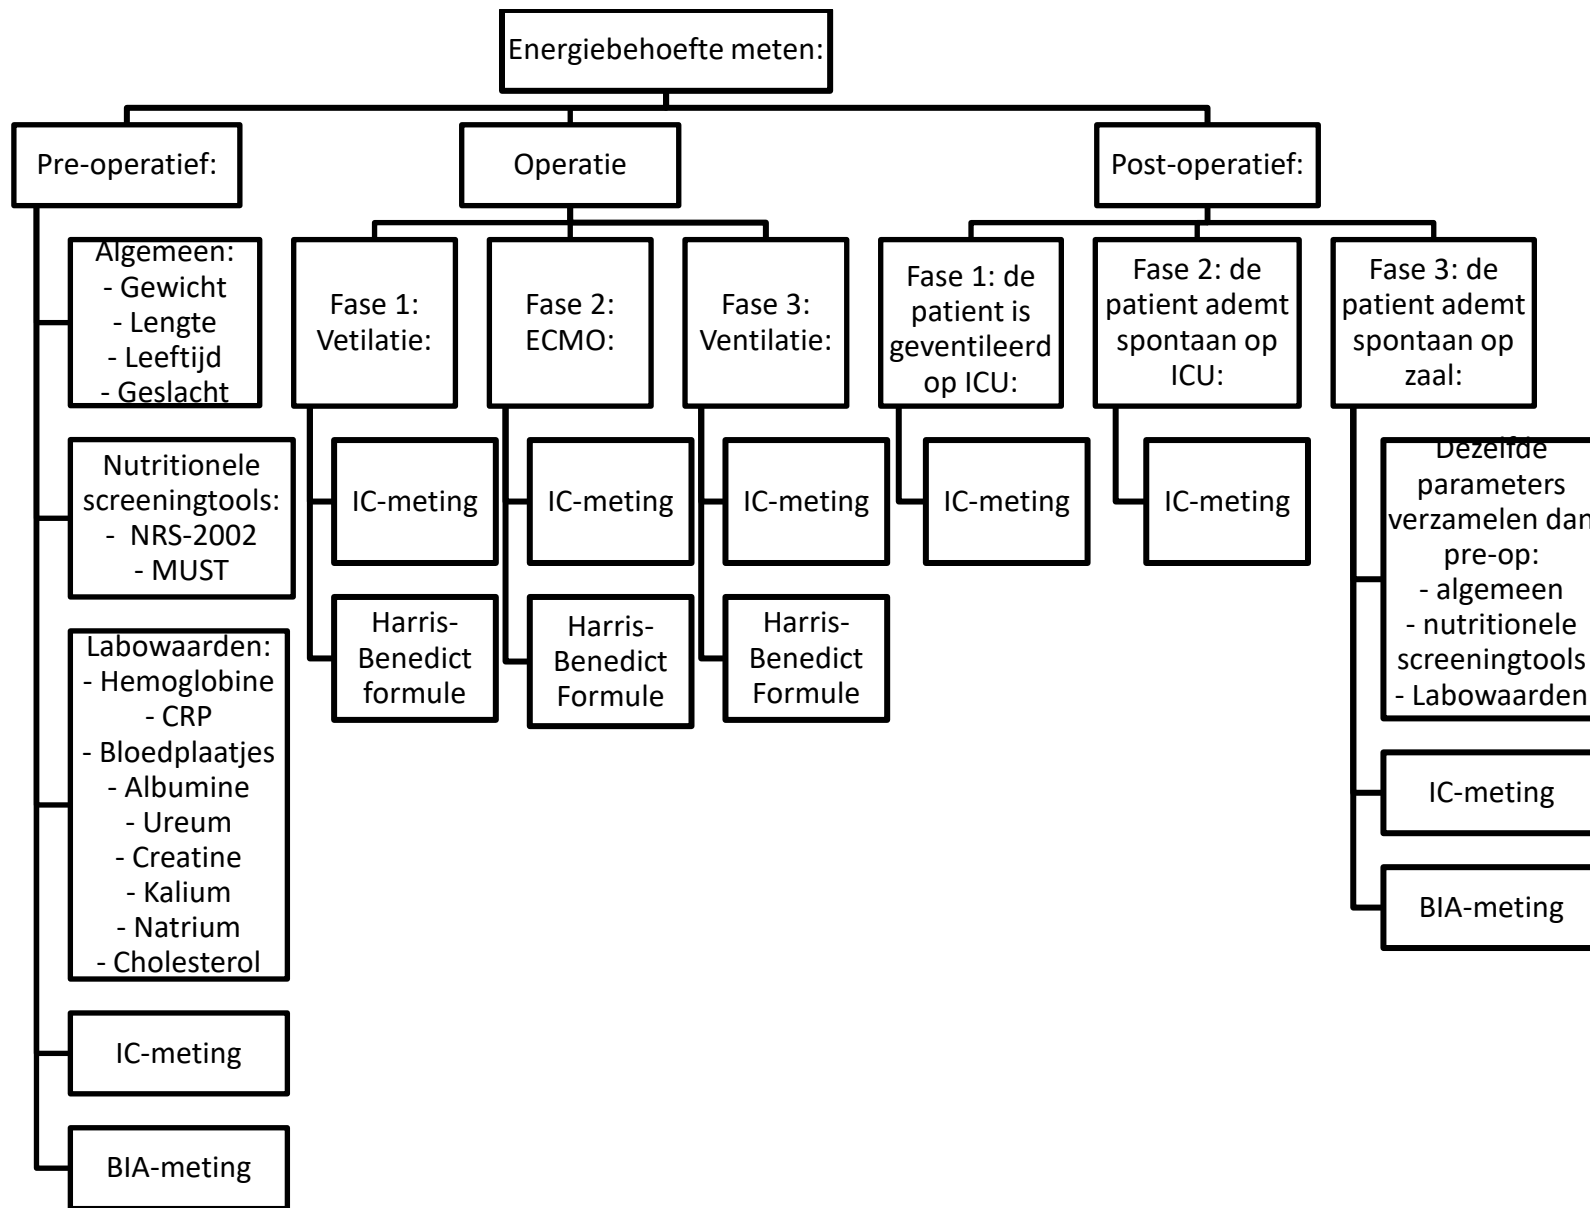 Energiebehoefte meten:
Pre-operatief:
Algemeen:
- Gewicht
- Lengte
- Leeftijd
- Geslacht
Nutritionele
screeningtools:
- NRS-2002
- MUST
Labowaarden:
- Hemoglobine
- CRP
- Bloedplaatjes
- Albumine
- Ureum
- Creatine
- Kalium
- Natrium
- Cholesterol
IC-meting
BIA-meting
Operatie
Fase 1:
Vetilatie:
IC-meting
Harris-
Benedict
formule
Fase 2:
ECMO:
IC-meting
Harris-
Benedict
Formule
Fase 3:
Ventilatie:
IC-meting
Harris-
Benedict
Formule
Post-operatief:
Fase 1: de
patient is
geventileerd
op ICU:
IC-meting
Fase 2: de
patient ademt
spontaan op
ICU:
IC-meting
Fase 3: de
patient ademt
spontaan op
zaal:
Dezelfde
parameters
verzamelen dan
pre-op:
- algemeen
- nutritionele
screeningtools
- Labowaarden
IC-meting
BIA-meting